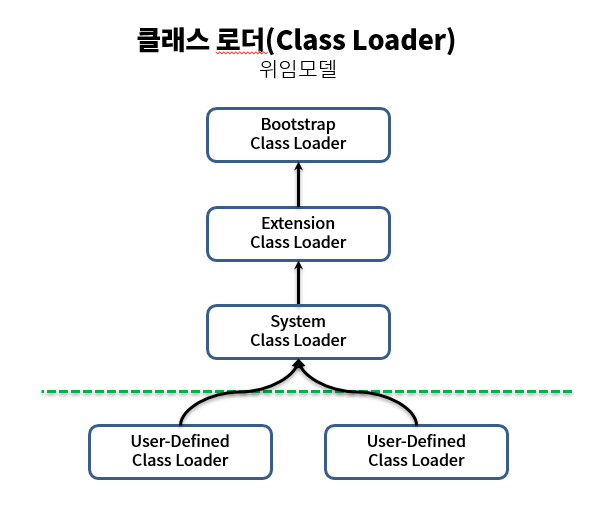 클래스 로더(Class Loader)
위임모델
Bootstrap
Class Loader
Extension
Class Loader
System
Class Loader
User-Defined
Class Loader
User-Defined
Class Loader